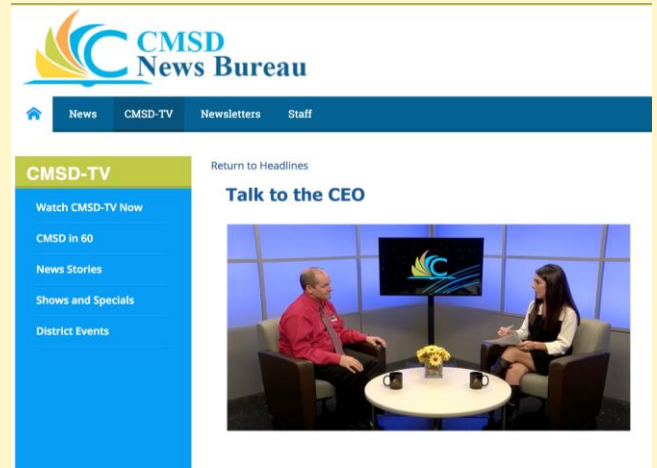 CMSD
News Bureau
News CMSD-TV Newsletters Staff
CMSD-TV
Watch CMSD-TV Now
CMSD in 60
News Stories
Shows and Specials
District Events
Return to Headlines
Talk to the CEO